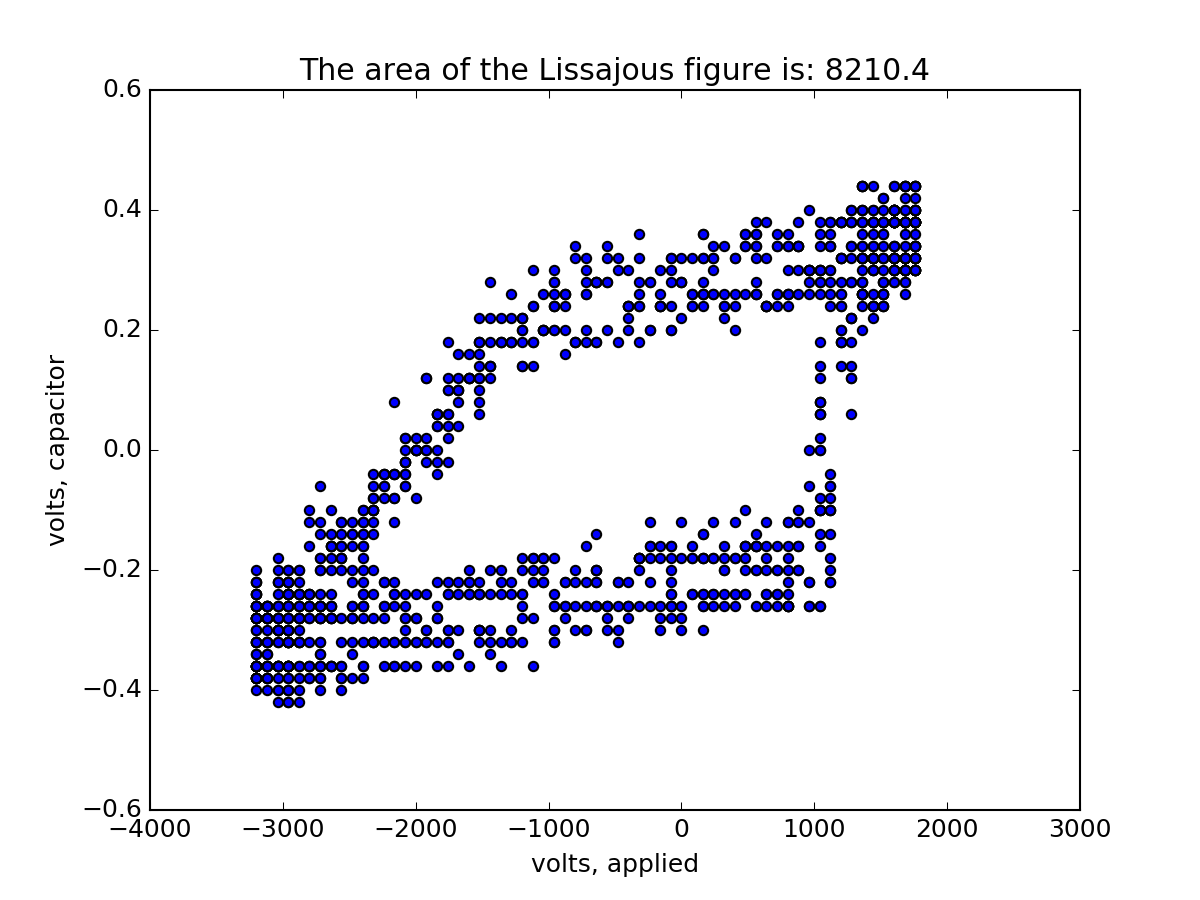 The area of the Lissajous figure is: 8210.4
0.6
0.4
0.2
0.0
−0.2
−0.4
−0.6
volts, capacitor
−4000 −3000 −2000 −1000 0 1000 2000 3000
volts, applied